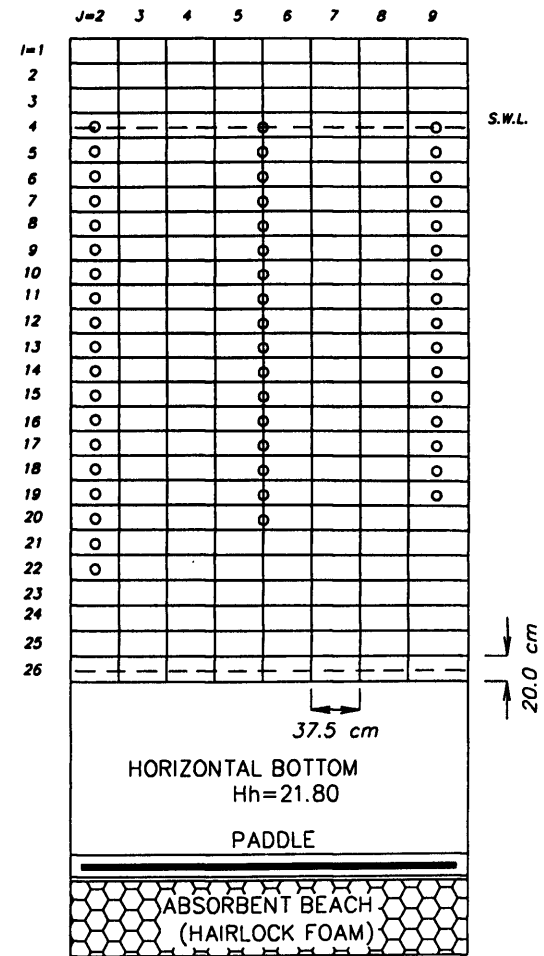 J=2 3 4 5 6 7 8 9
I=1
2
3
4 S.W.L.
5
6
7
8
9
10
11
12
13
14
15
16
17
18
19
20
21
22
23
24
25
26
20.0 cm
37.5 cm
HORIZONTAL BOTTOM
Hh=21.80
PADDLE
ABSORBENT BEACH
(HAIRLOCK FOAM)